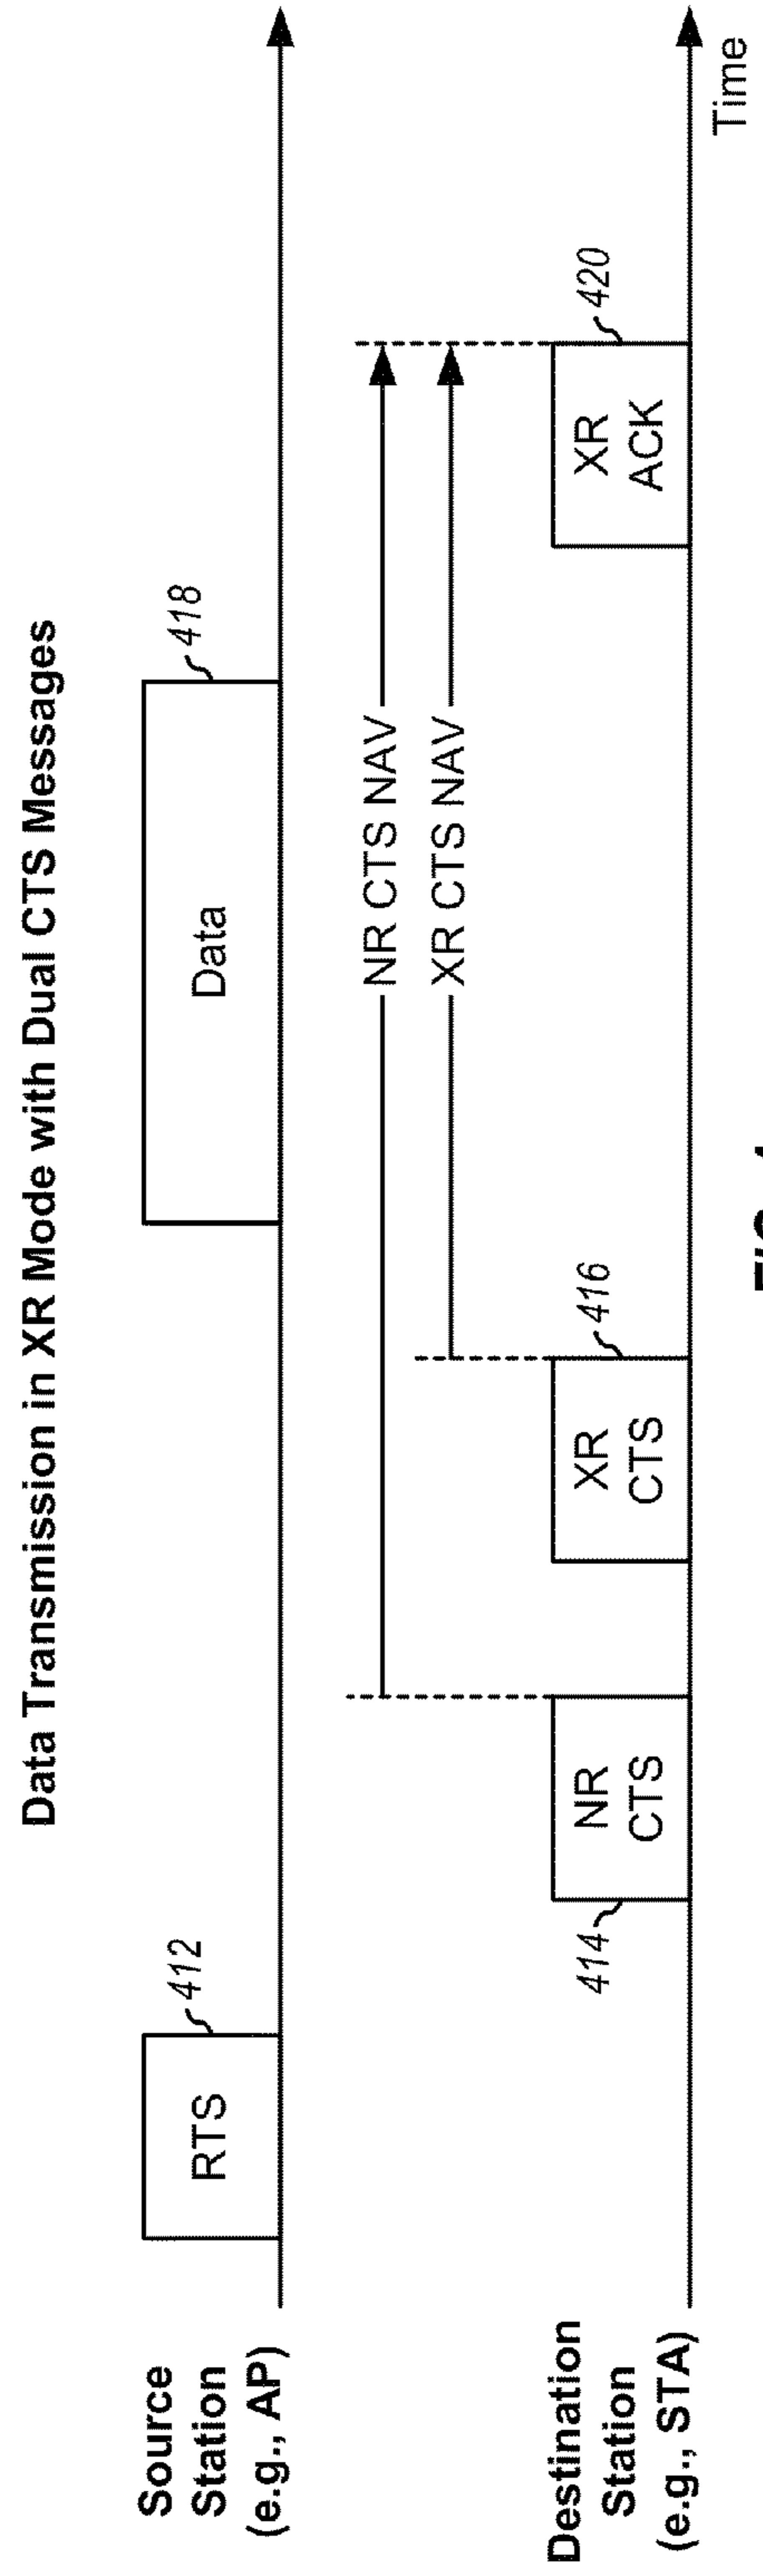 Data Transmission in XR Mode with Dual CTS Messages
Source
Station
(e.g., AP)
RTS
412
Data
418
NR CTS NAV
XR CTS NAV
Destination
Station
(e.g., STA)
414
NR
CTS
XR
CTS
416
XR
ACK
420
Time